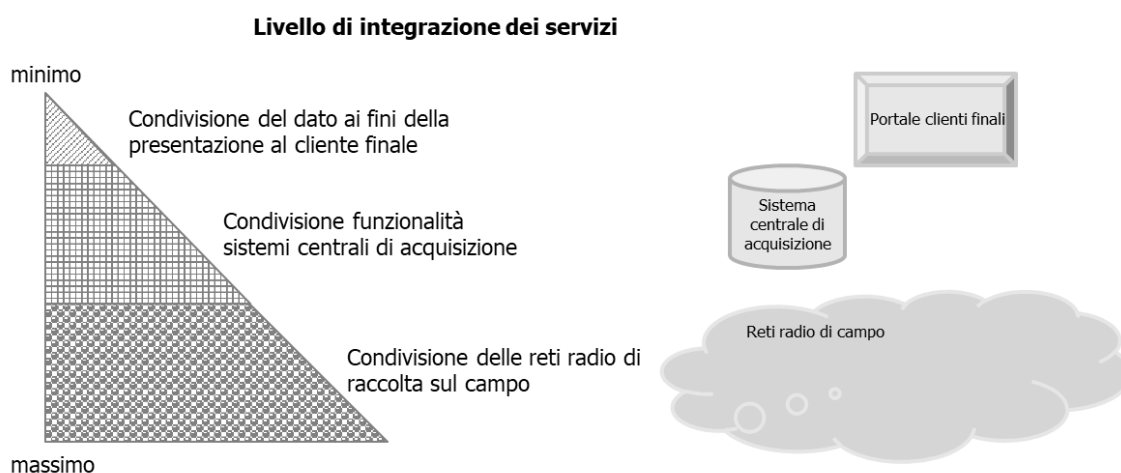 Livello di integrazione dei servizi
minimo
Condivisione del dato ai fini della
presentazione al cliente finale
Portale clienti finali
Condivisione funzionalità
sistemi centrali di acquisizione
Sistema
centrale di
acquisizione
Reti radio di campo
Condivisione delle reti radio di
raccolta sul campo
massimo